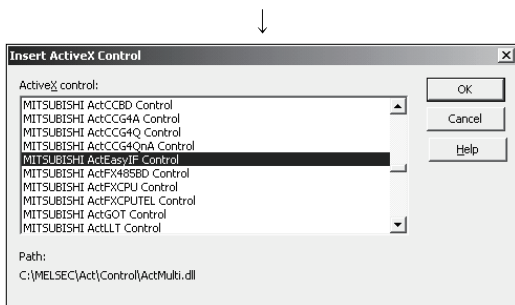 Insert ActiveX Control
ActiveX control:
MITSUBISHI ActCCBD Control
MITSUBISHI ActCCG4A Control
MITSUBISHI ActCCG4Q Control
MITSUBISHI ActCCG4QnA Control
MITSUBISHI ActEasyIF Control
MITSUBISHI ActFX485BD Control
MITSUBISHI ActFXCPU Control
MITSUBISHI ActFXCPUTEL Control
MITSUBISHI ActGOT Control
MITSUBISHI ActLLT Control
OK
Cancel
Help
Path:
C:\MELSEC\Act\Control\ActMulti.dll